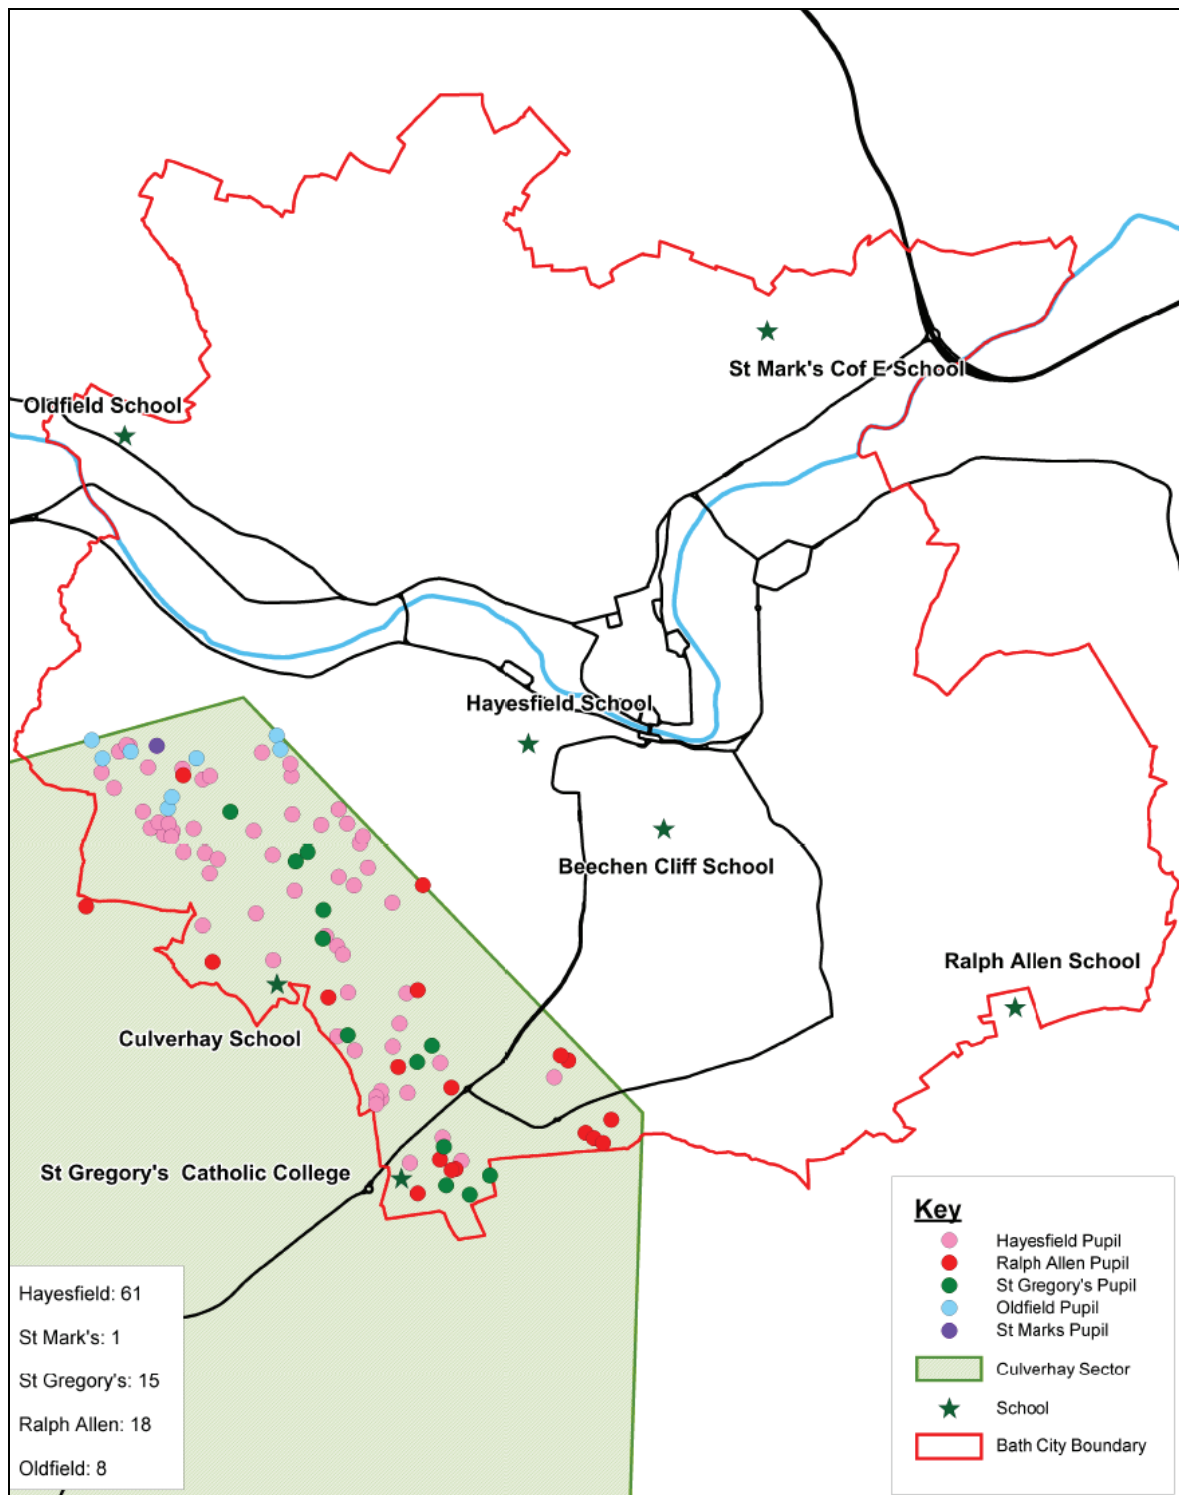 St Mark's Cof E School
Oldfield School
Hayesfield School
Beechen Cliff School
Ralph Allen School
Culverhay School
St Gregory's Catholic College
Key
Hayesfield Pupil
Ralph Allen Pupil
St Gregory's Pupil
Oldfield Pupil
St Marks Pupil
Culverhay Sector
School
Bath City Boundary
Hayesfield: 61
St Mark's: 1
St Gregory's: 15
Ralph Allen: 18
Oldfield: 8